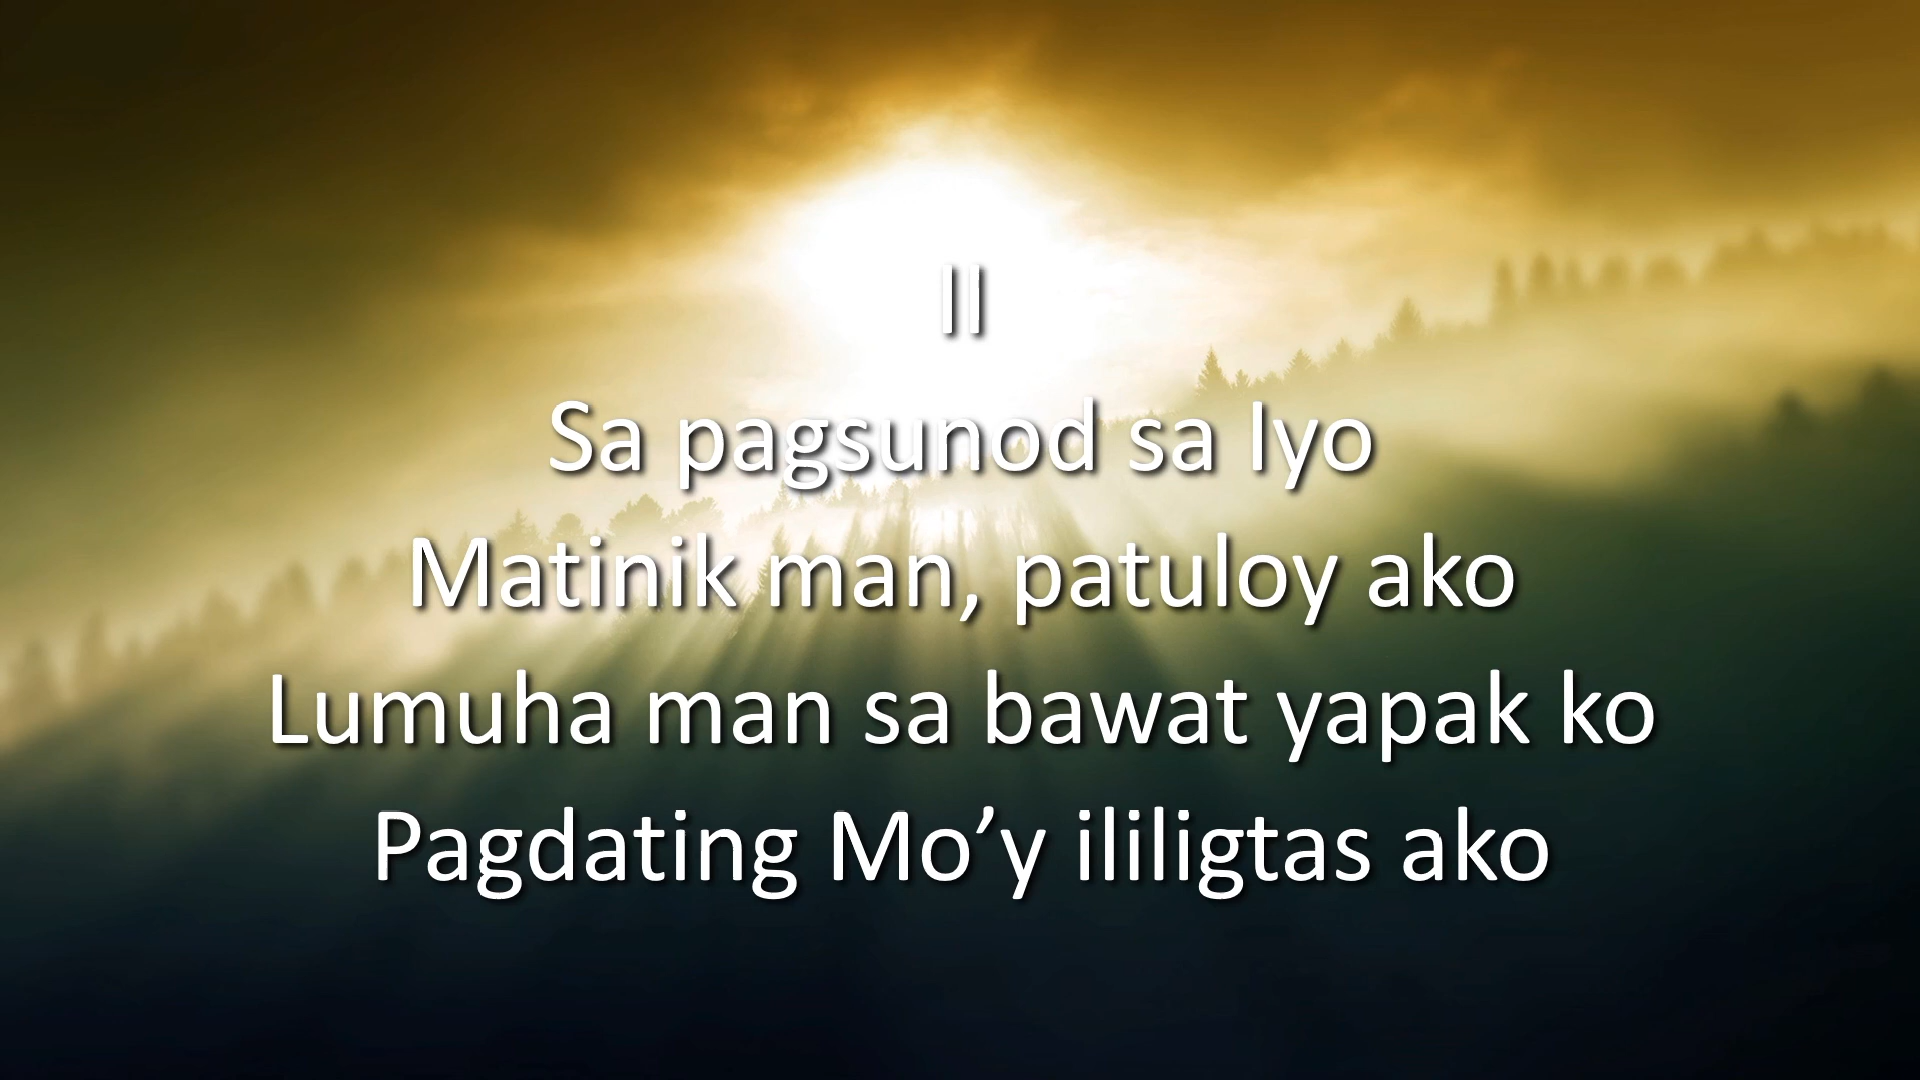 II
Sa pagsunod sa Iyo
Matinik man, patuloy ako
Lumuha man sa bawat yapak ko
Pagdating Mo’y ililigtas ako